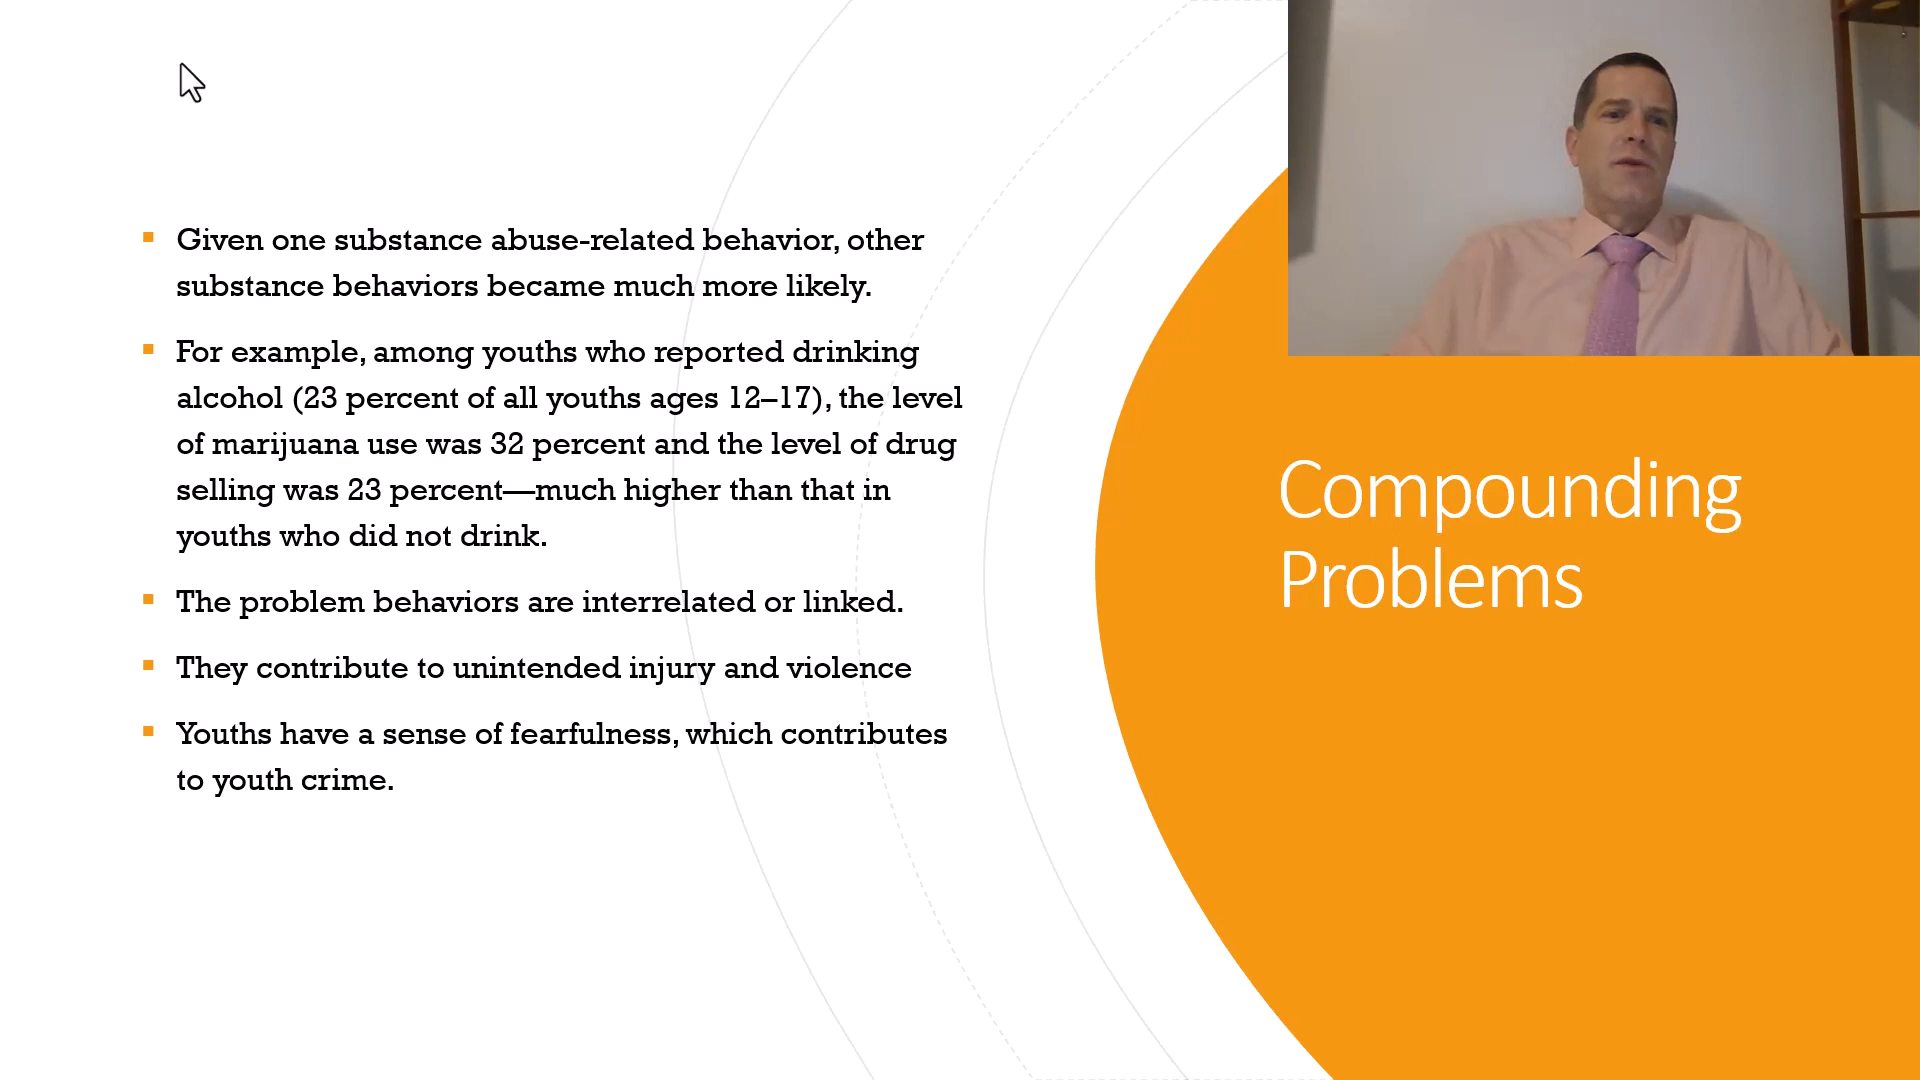 Given one substance abuse-related behavior, other
substance behaviors became much more likely.
For example, among youths who reported drinking
alcohol (23 percent of all youths ages 12–17), the level
of marijuana use was 32 percent and the level of drug
selling was 23 percent—much higher than that in
youths who did not drink.
The problem behaviors are interrelated or linked.
They contribute to unintended injury and violence
Youths have a sense of fearfulness, which contributes
to youth crime.
Compounding
Problems